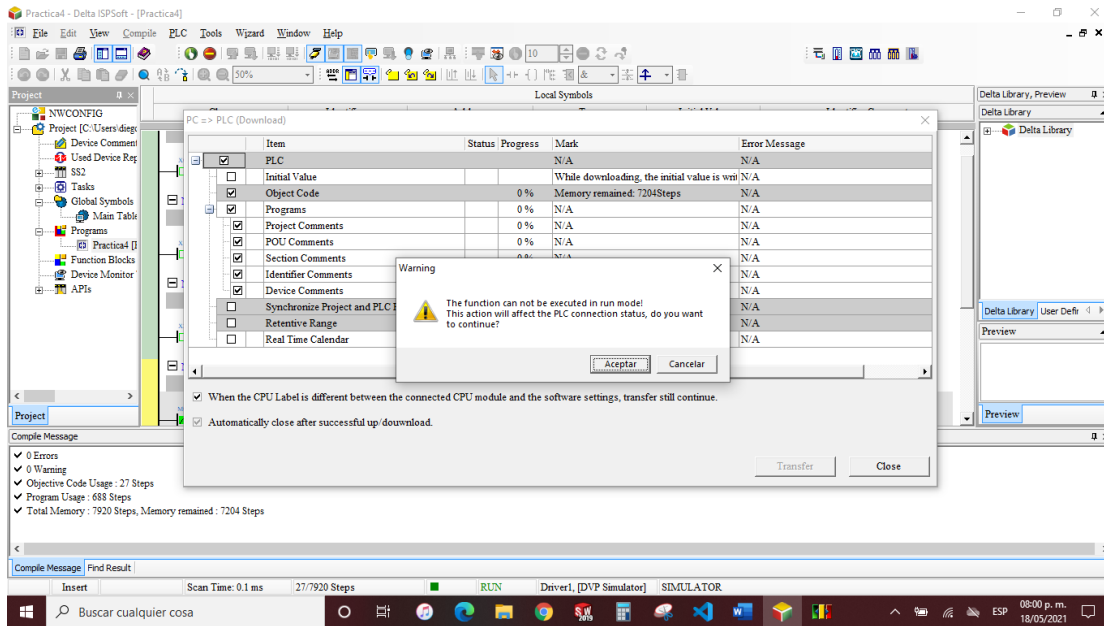 Practica4 - Delta ISPSoft - [Practica4]
File Edit View Compile PLC Tools Wizard Window Help
10
50%
&
Project
Local Symbols
Delta Library, Preview
NWCONFIG
Project [C:\Users\diego
Device Comment
Used Device Rep
SS2
Tasks
Global Symbols
Main Table
Programs
Practica4 [P
Function Blocks
Device Monitor
APIs
Project
PC => PLC (Download)
Item Status Progress Mark Error Message
PLC N/A N/A
Initial Value While downloading, the initial value is writ N/A
Object Code 0 % Memory remained: 7204Steps N/A
Programs 0 % N/A N/A
Project Comments 0 % N/A N/A
POU Comments 0 % N/A N/A
Section Comments 0 % N/A N/A
Identifier Comments N/A
Device Comments N/A
Synchronize Project and PLC N/A
Retentive Range N/A
Real Time Calendar N/A
Warning
The function can not be executed in run mode!
This action will affect the PLC connection status, do you want
to continue?
Aceptar Cancelar
When the CPU Label is different between the connected CPU module and the software settings, transfer still continue.
Automatically close after successful up/douwnload.
Transfer Close
Delta Library
Delta Library
Delta Library User Defir
Preview
Preview
Compile Message
0 Errors
0 Warning
Objective Code Usage : 27 Steps
Program Usage : 688 Steps
Total Memory : 7920 Steps, Memory remained : 7204 Steps
Compile Message Find Result
Insert Scan Time: 0.1 ms 27/7920 Steps RUN Driver1, [DVP Simulator] SIMULATOR
Buscar cualquier cosa
ESP
08:00 p. m.
18/05/2021